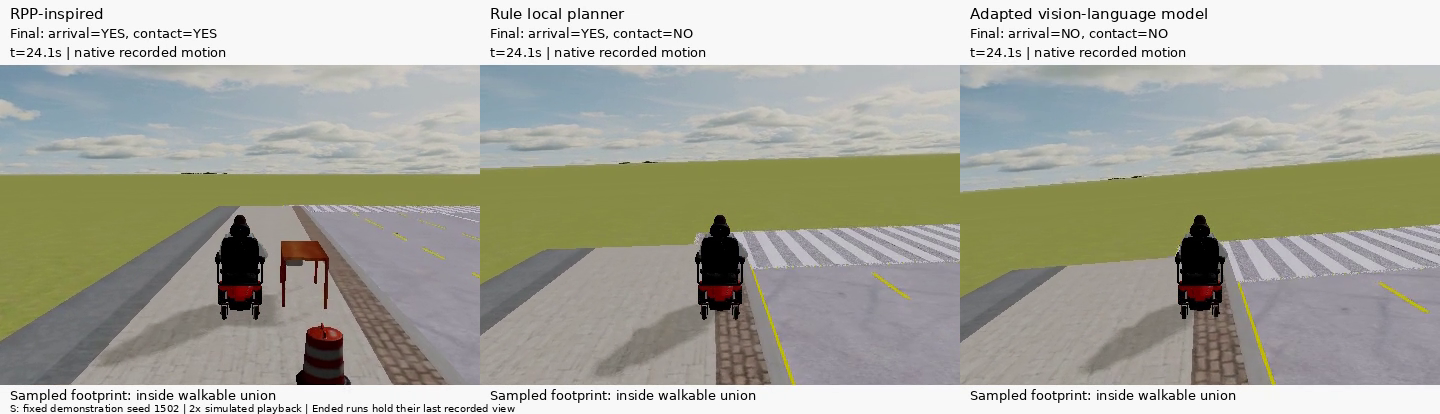 RPP-inspired
Final: arrival=YES, contact=YES
t=24.1s | native recorded motion
Rule local planner
Final: arrival=YES, contact=NO
t=24.1s | native recorded motion
Adapted vision-language model
Final: arrival=NO, contact=NO
t=24.1s | native recorded motion
Sampled footprint: inside walkable union
Sampled footprint: inside walkable union
Sampled footprint: inside walkable union
S: fixed demonstration seed 1502 | 2x simulated playback | Ended runs hold their last recorded view